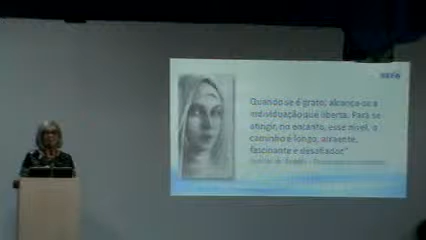 Quando se é grato, alcança-se a
individuação que liberta. Para se
atingir, no entanto, esse nível, o
caminho é longo, atraente,
fascinante e desafiador."